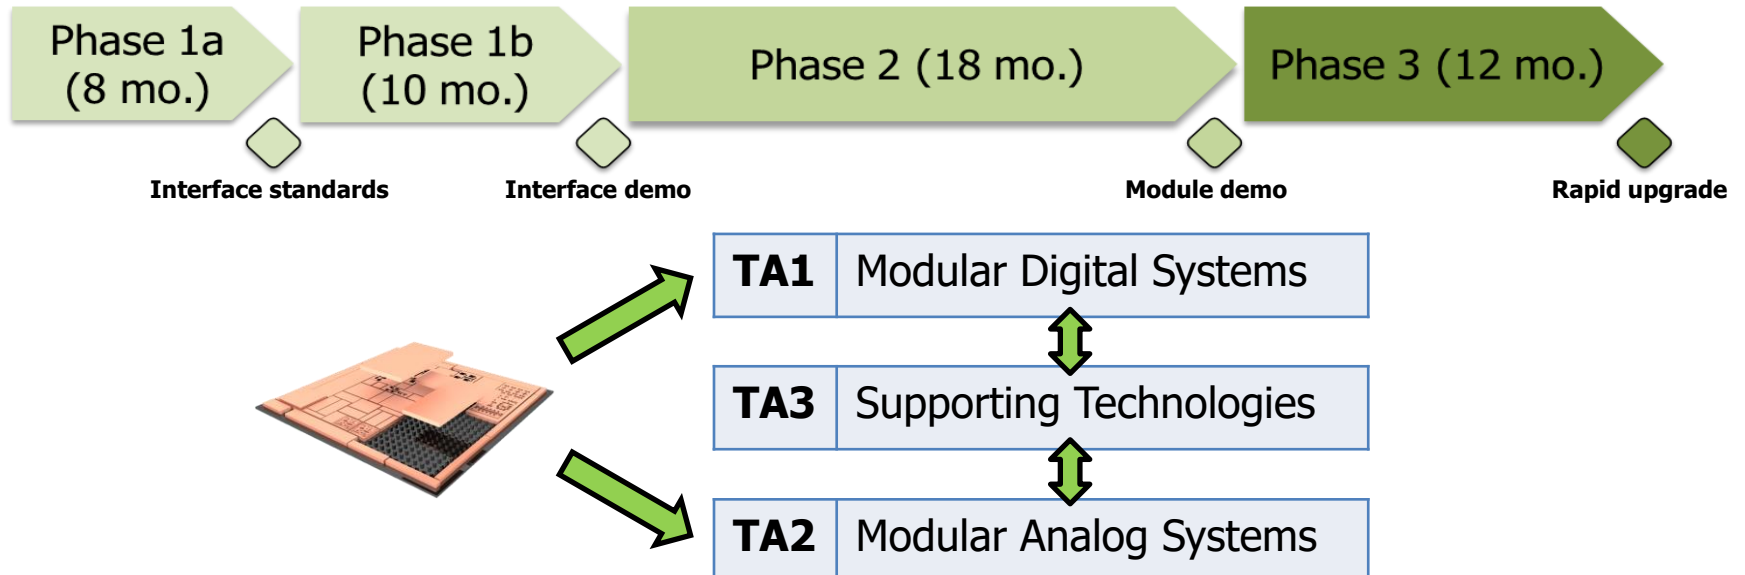 Phase 1a
(8 mo.)
Phase 1b
(10 mo.)
Phase 2 (18 mo.)
Phase 3 (12 mo.)
Interface standards
Interface demo
Module demo
Rapid upgrade
TA1 Modular Digital Systems
TA3 Supporting Technologies
TA2 Modular Analog Systems